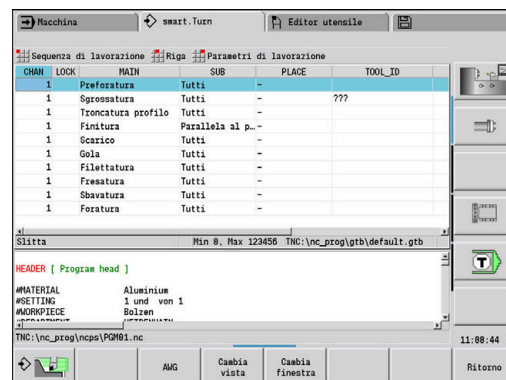 Macchina smart.Turn Editor utensile
Sequenza di lavorazione Riga Parametri di lavorazione
CHAN LOCK MAIN SUB PLACE TOOL_ID
1 Preforatura Tutti –
1 Sgrossatura Tutti – ???
1 Troncatura profilo Tutti –
1 Finitura Parallela al p… –
1 Scarico Tutti –
1 Gola Tutti –
1 Filettatura Tutti –
1 Fresatura Tutti –
1 Sbavatura Tutti –
1 Foratura Tutti –
Slitta Min 0, Max 123456 TNC:\nc_prog\gtb\default.gtb
HEADER [ Program head ]
#MATERIAL Aluminium
#SETTING 1 und von 1
#WORKPIECE Bolzen
TNC:\nc_prog\ncps\PGM01.nc
T
11:08:44
AWG
Cambia vista
Cambia finestra
Ritorno